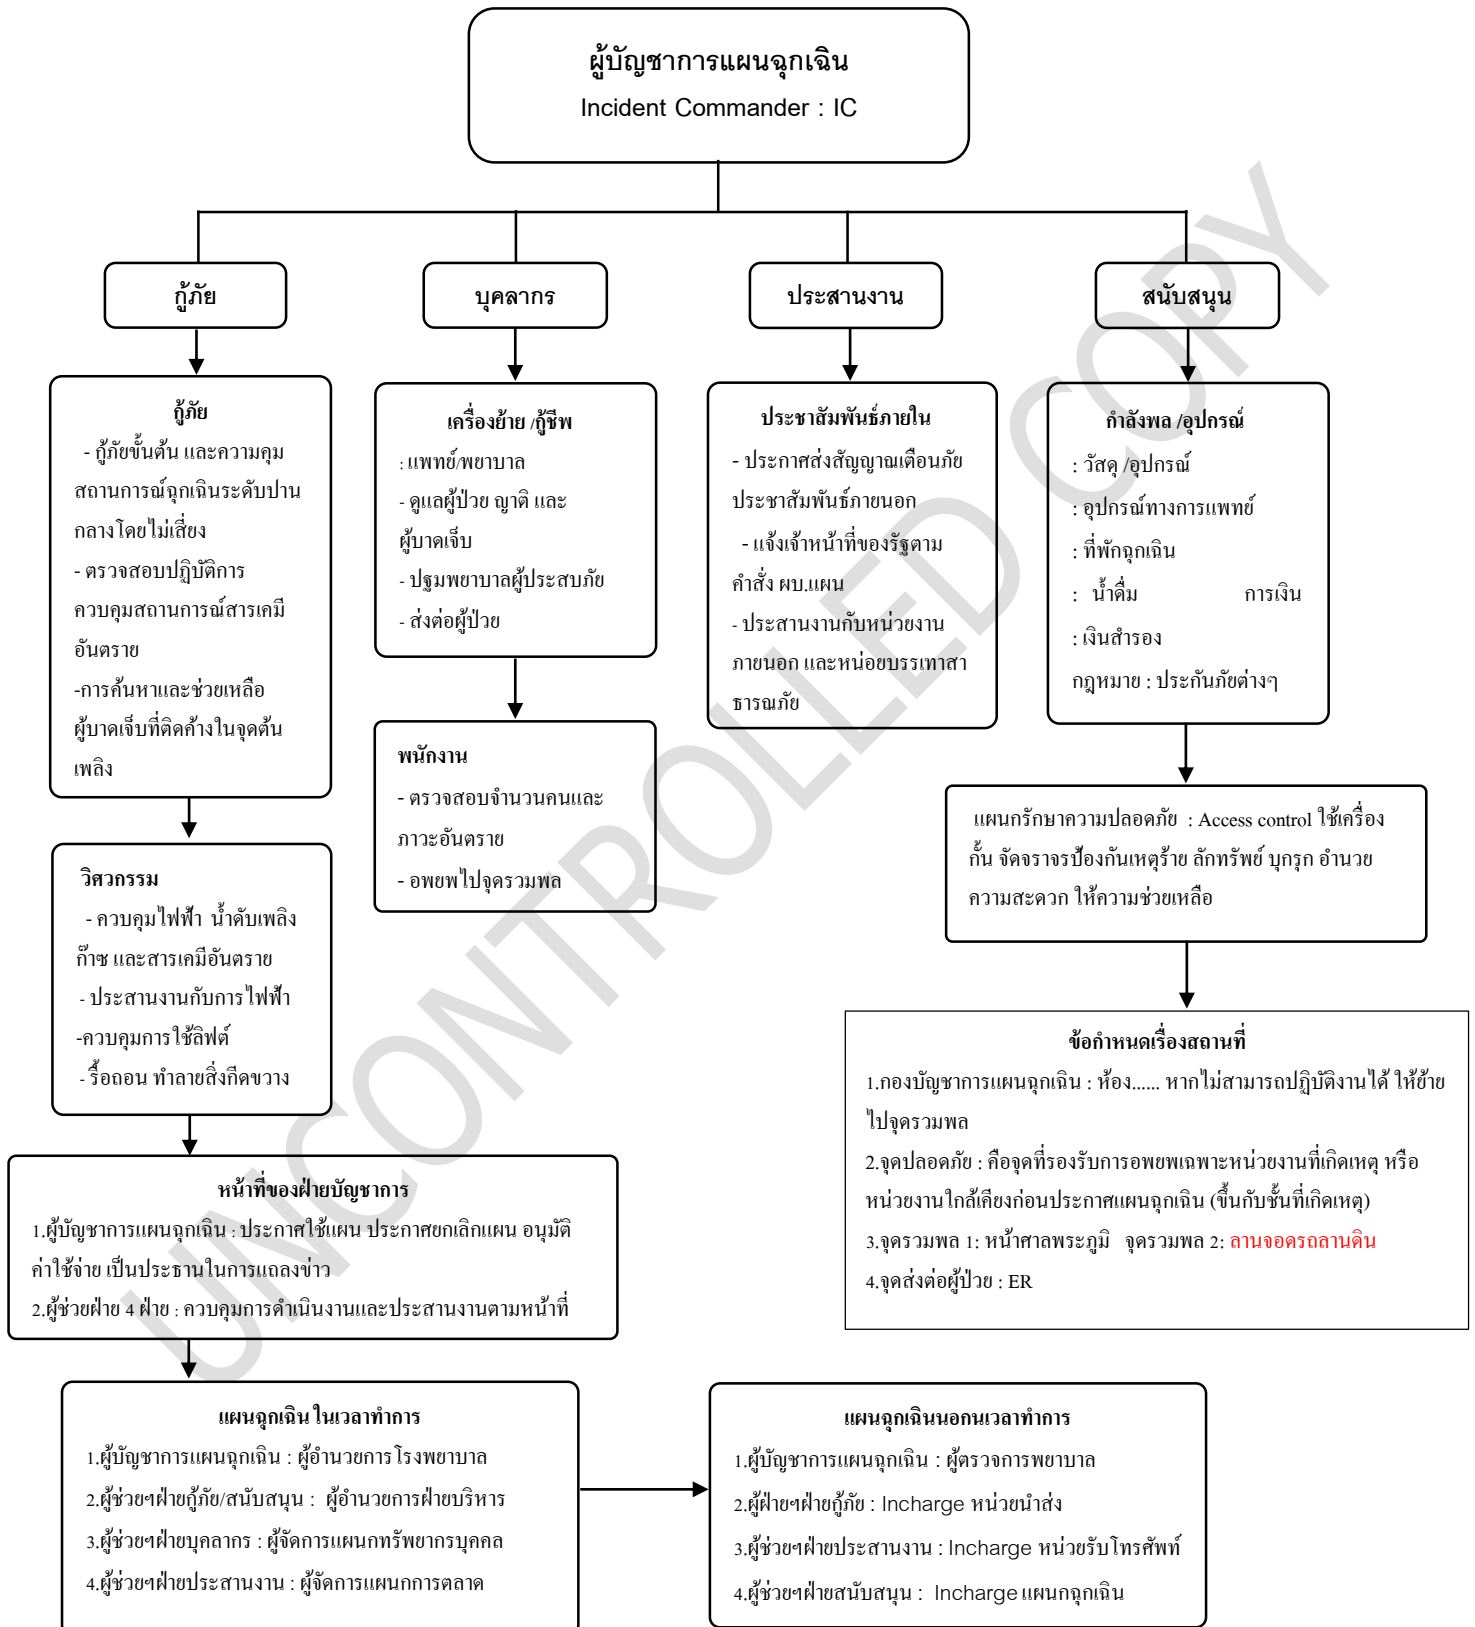 ผู้บัญชาการแผนฉุกเฉิน
Incident Commander : IC
กู้ภัย
บุคลากร
ประสานงาน
สนับสนุน
กู้ภัย
- กู้ภัยขั้นต้น และความคุม
สถานการณ์ฉุกเฉินระดับปาน
กลางโดยไม่เสี่ยง
- ตรวจสอบปฏิบัติการ
ควบคุมสถานการณ์สารเคมี
อันตราย
-การค้นหาและช่วยเหลือ
ผู้บาดเจ็บที่ติดค้างในจุดต้น
เพลิง
เครื่องย้าย /กู้ชีพ
: แพทย์/พยาบาล
- ดูแลผู้ป่วย ญาติ และ
ผู้บาดเจ็บ
- ปฐมพยาบาลผู้ประสบภัย
- ส่งต่อผู้ป่วย
ประชาสัมพันธ์ภายใน
- ประกาศส่งสัญญาณเตือนภัย
ประชาสัมพันธ์ภายนอก
- แจ้งเจ้าหน้าที่ของรัฐตาม
คำสั่ง ผบ.แผน
- ประสานงานกับหน่วยงาน
ภายนอก และหน่อยบรรเทาสา
ธารณภัย
กำลังพล /อุปกรณ์
: วัสดุ /อุปกรณ์
: อุปกรณ์ทางการแพทย์
: ที่พักฉุกเฉิน
: น้ำดื่ม การเงิน
: เงินสำรอง
กฎหมาย : ประกันภัยต่างๆ
พนักงาน
- ตรวจสอบจำนวนคนและ
ภาวะอันตราย
- อพยพไปจุดรวมพล
แผนกรักษาความปลอดภัย : Access control ใช้เครื่อง
กั้น จัดจราจรป้องกันเหตุร้าย ลักทรัพย์ บุกรุก อำนวย
ความสะดวก ให้ความช่วยเหลือ
วิศวกรรม
- ควบคุมไฟฟ้า น้ำดับเพลิง
ก๊าซ และสารเคมีอันตราย
- ประสานงานกับการไฟฟ้า
-ควบคุมการใช้ลิฟต์
- รื้อถอน ทำลายสิ่งกีดขวาง
ข้อกำหนดเรื่องสถานที่
1.กองบัญชาการแผนฉุกเฉิน : ห้อง...... หากไม่สามารถปฏิบัติงานได้ ให้ย้าย
ไปจุดรวมพล
2.จุดปลอดภัย : คือจุดที่รองรับการอพยพเฉพาะหน่วยงานที่เกิดเหตุ หรือ
หน่วยงานใกล้เคียงก่อนประกาศแผนฉุกเฉิน (ขึ้นกับชั้นที่เกิดเหตุ)
3.จุดรวมพล 1: หน้าศาลพระภูมิ จุดรวมพล 2: ลานจอดรถลานดิน
4.จุดส่งต่อผู้ป่วย : ER
หน้าที่ของฝ่ายบัญชาการ
1.ผู้บัญชาการแผนฉุกเฉิน : ประกาศใช้แผน ประกาศยกเลิกแผน อนุมัติ
ค่าใช้จ่าย เป็นประธานในการแถลงข่าว
2.ผู้ช่วยฝ่าย 4 ฝ่าย : ควบคุมการดำเนินงานและประสานงานตามหน้าที่
แผนฉุกเฉิน ในเวลาทำการ
1.ผู้บัญชาการแผนฉุกเฉิน : ผู้อำนวยการโรงพยาบาล
2.ผู้ช่วยฯฝ่ายกู้ภัย/สนับสนุน : ผู้อำนวยการฝ่ายบริหาร
3.ผู้ช่วยฯฝ่ายบุคลากร : ผู้จัดการแผนกทรัพยากรบุคคล
4.ผู้ช่วยฯฝ่ายประสานงาน : ผู้จัดการแผนกการตลาด
แผนฉุกเฉินนอกนเวลาทำการ
1.ผู้บัญชาการแผนฉุกเฉิน : ผู้ตรวจการพยาบาล
2.ผู้ฝ่ายฯฝ่ายกู้ภัย : Incharge หน่วยนำส่ง
3.ผู้ช่วยฯฝ่ายประสานงาน : Incharge หน่วยรับโทรศัพท์
4.ผู้ช่วยฯฝ่ายสนับสนุน : Incharge แผนกฉุกเฉิน
UNCONTROLLED COPY